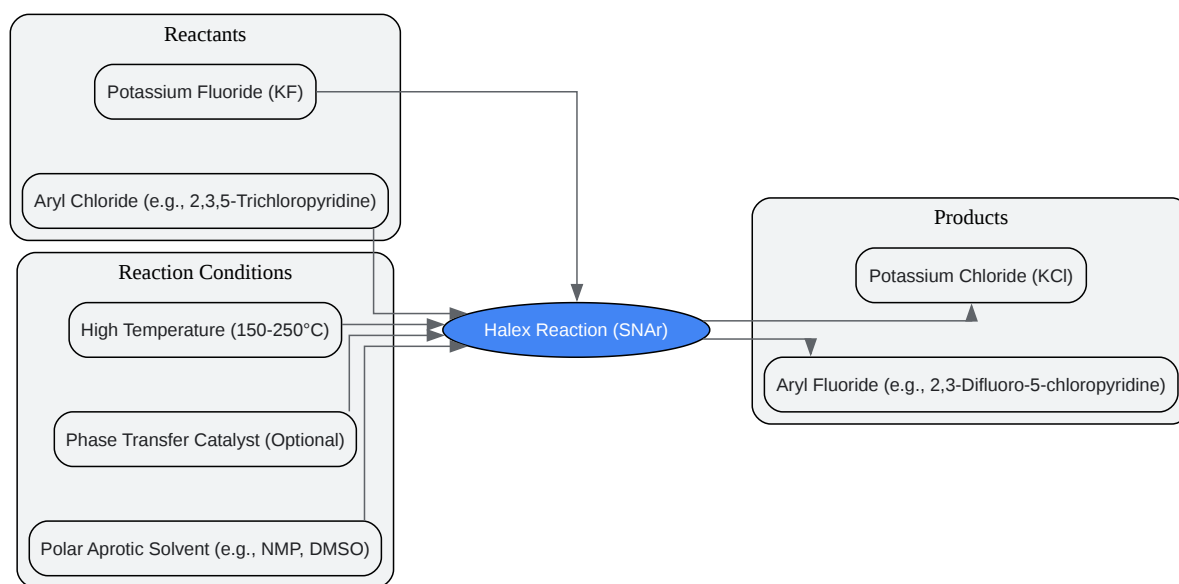 Reactants
Potassium Fluoride (KF)
Aryl Chloride (e.g., 2,3,5-Trichloropyridine)
Reaction Conditions
High Temperature (150-250°C)
Phase Transfer Catalyst (Optional)
Polar Aprotic Solvent (e.g., NMP, DMSO)
Halex Reaction (SNAr)
Products
Potassium Chloride (KCl)
Aryl Fluoride (e.g., 2,3-Difluoro-5-chloropyridine)